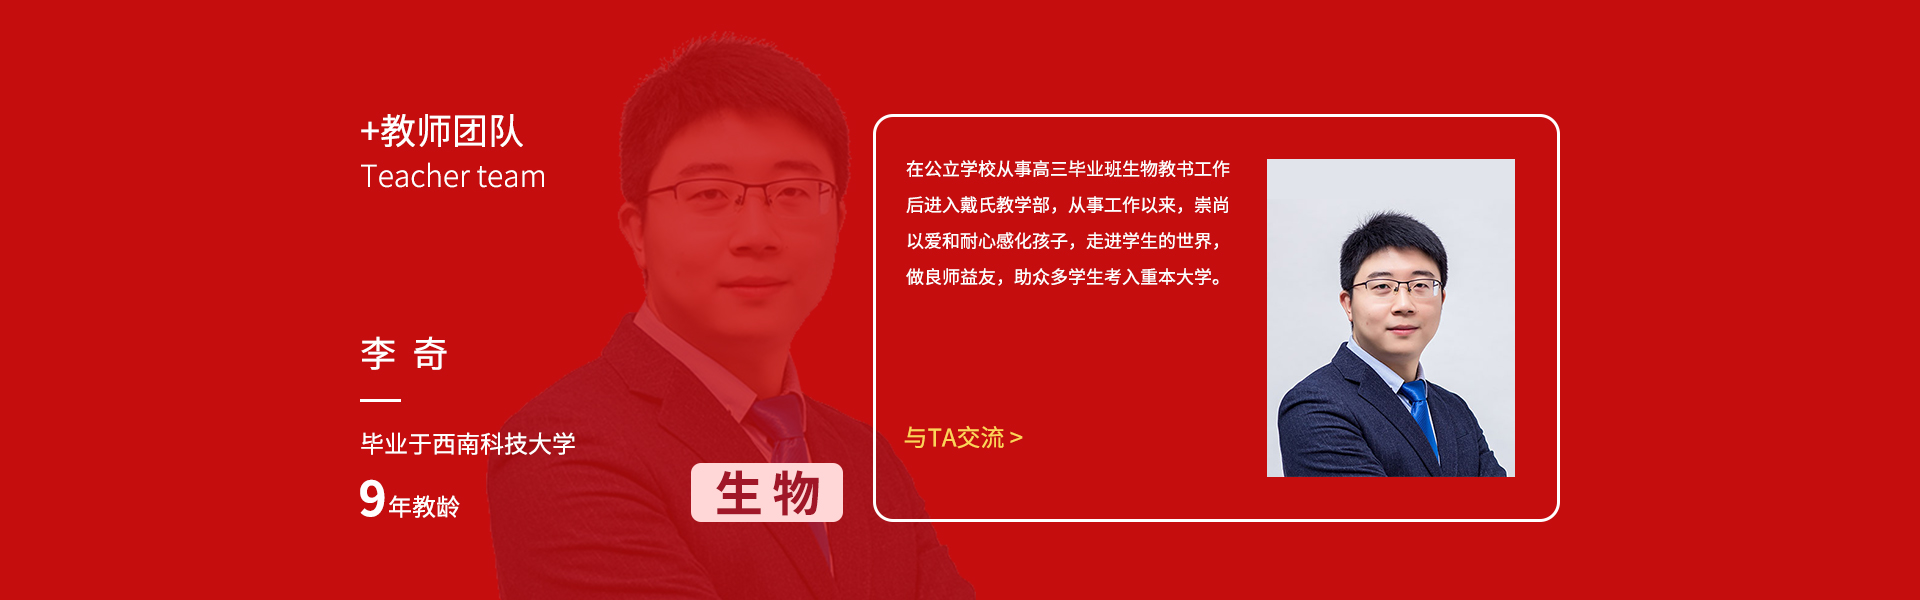 +教师团队
Teacher team
李 奇
毕业于西南科技大学
9年教龄
生物
在公立学校从事高三毕业班生物教书工作
后进入戴氏教学部，从事工作以来，崇尚
以爱和耐心感化孩子，走进学生的世界，
做良师益友，助众多学生考入重本大学。
与TA交流 >